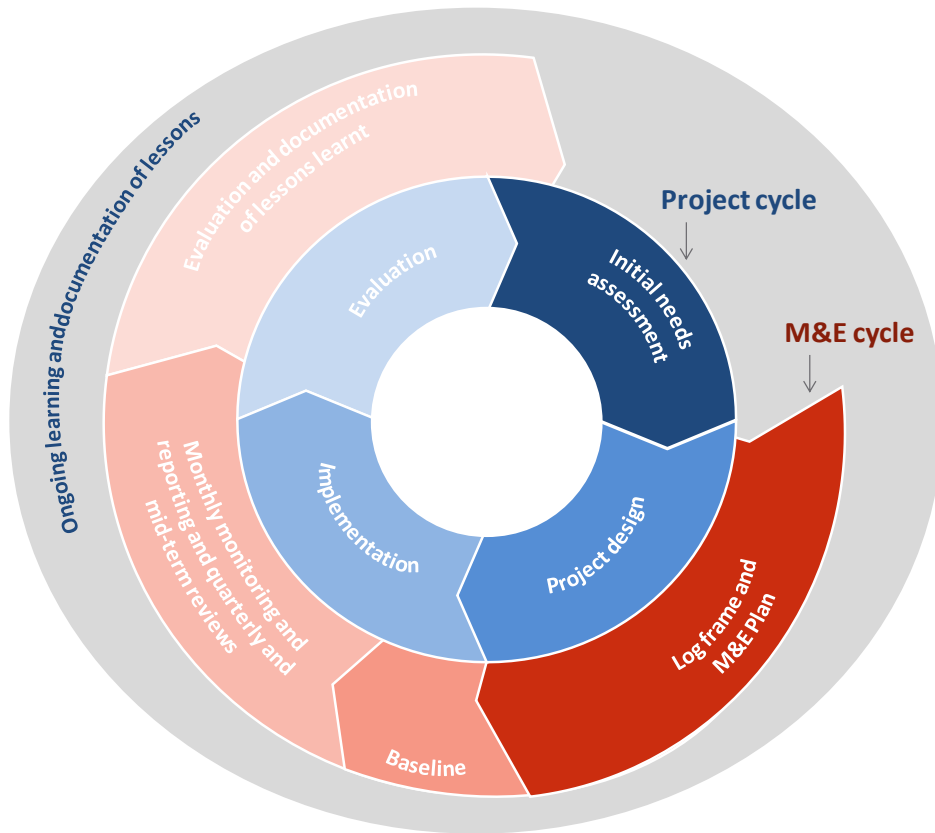 Ongoing learning anddocumentation of lessons
Evaluation and documentation
of lessons learnt
Project cycle
Evaluation
Initial needs
assessment
M&E cycle
Monthly monitoring and
reporting and quarterly and
mid-term reviews
Implementation
Project design
Log frame and
M&E Plan
Baseline